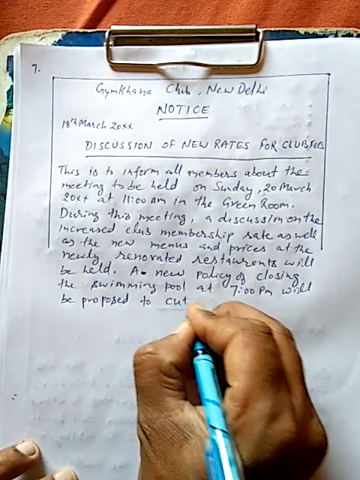 7.
Gymkhana Club, New Delhi
NOTICE
18th March 20xx
DISCUSSION OF NEW RATES FOR CLUB FEES
This is to inform all members about the
meeting to be held on Sunday, 20 March
20xx at 11:00 am in the Green Room.
During this meeting, a discussion on the
increased club membership rate as well
as the new menus and prices at the
newly renovated restaurants will
be held. A new policy of closing
the swimming pool at 7:00 Pm will
be proposed to cut